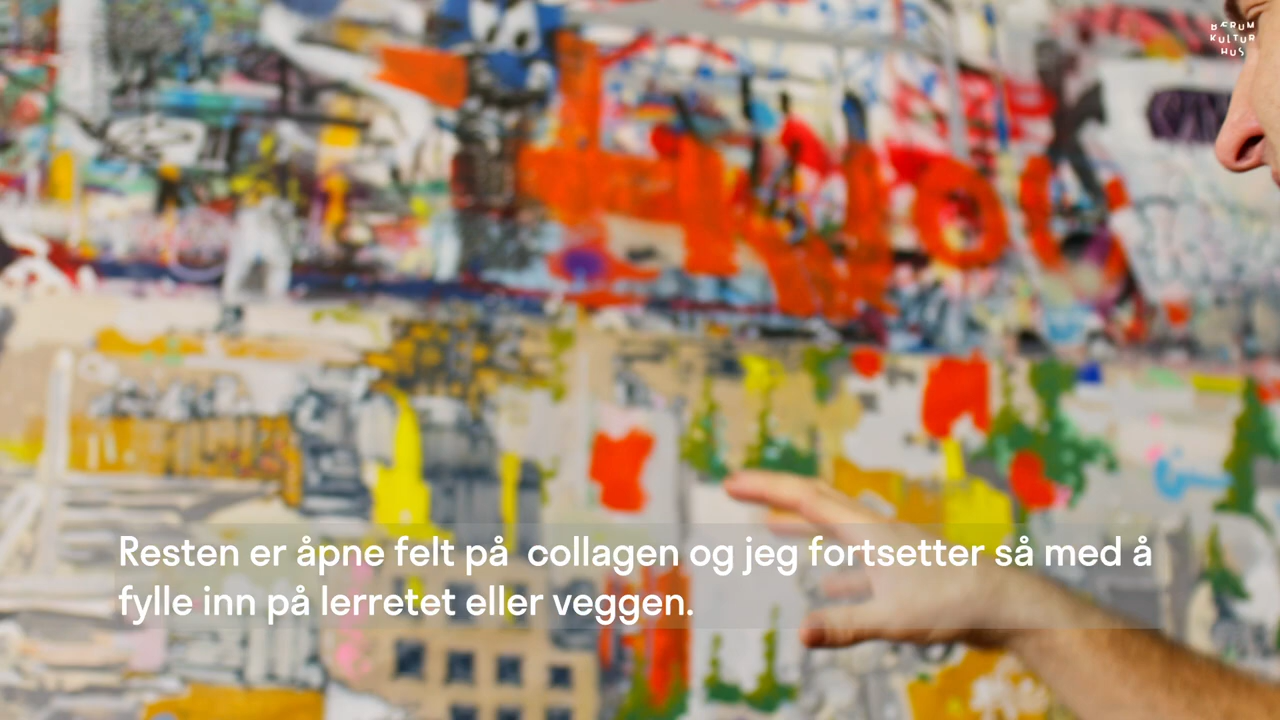 BÆRUM
KULTUR
HUS
Resten er åpne felt på  collagen og jeg fortsetter så med å
fylle inn på lerretet eller veggen.